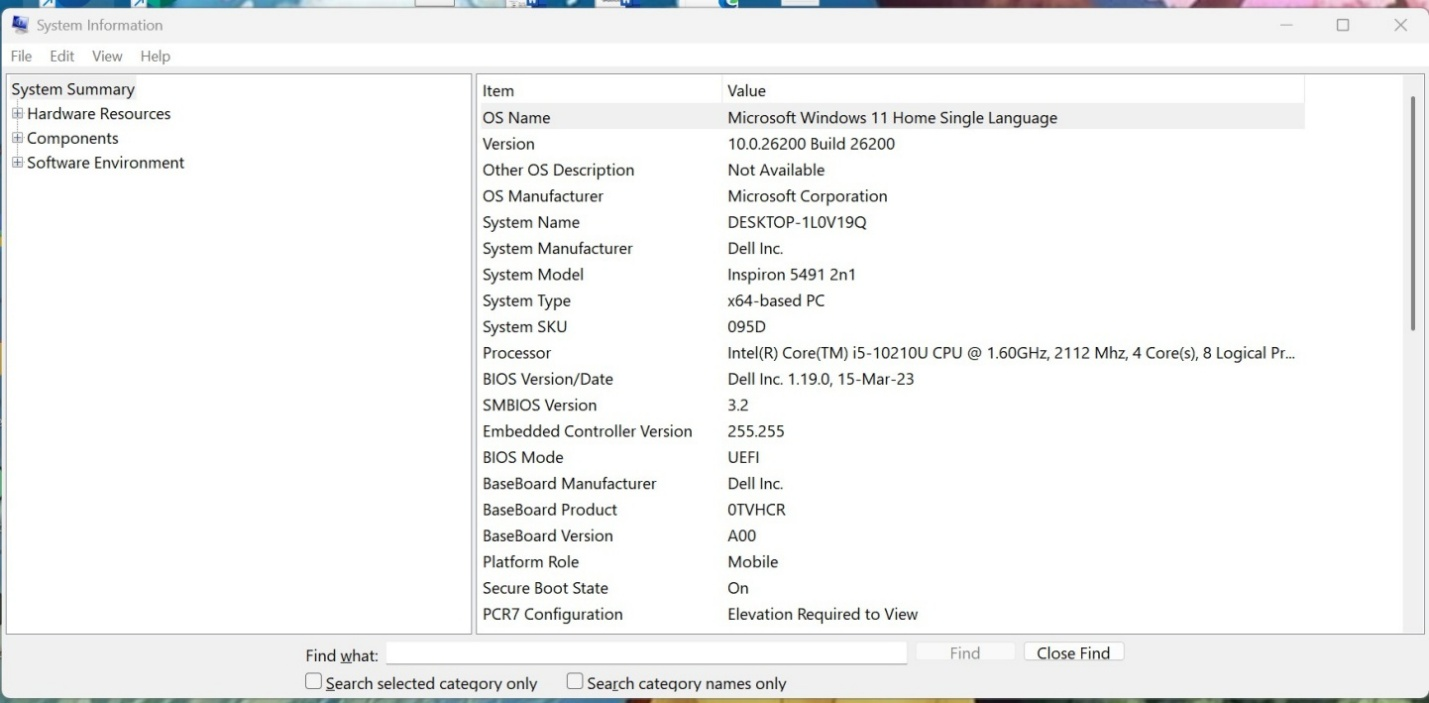 System Information
File Edit View Help
System Summary
Hardware Resources
Components
Software Environment
Item Value
OS Name Microsoft Windows 11 Home Single Language
Version 10.0.26200 Build 26200
Other OS Description Not Available
OS Manufacturer Microsoft Corporation
System Name DESKTOP-1L0V19Q
System Manufacturer Dell Inc.
System Model Inspiron 5491 2n1
System Type x64-based PC
System SKU 095D
Processor Intel(R) Core(TM) i5-10210U CPU @ 1.60GHz, 2112 Mhz, 4 Core(s), 8 Logical Pr...
BIOS Version/Date Dell Inc. 1.19.0, 15-Mar-23
SMBIOS Version 3.2
Embedded Controller Version 255.255
BIOS Mode UEFI
BaseBoard Manufacturer Dell Inc.
BaseBoard Product 0TVHCR
BaseBoard Version A00
Platform Role Mobile
Secure Boot State On
PCR7 Configuration Elevation Required to View
Find what: Find Close Find
Search selected category only Search category names only